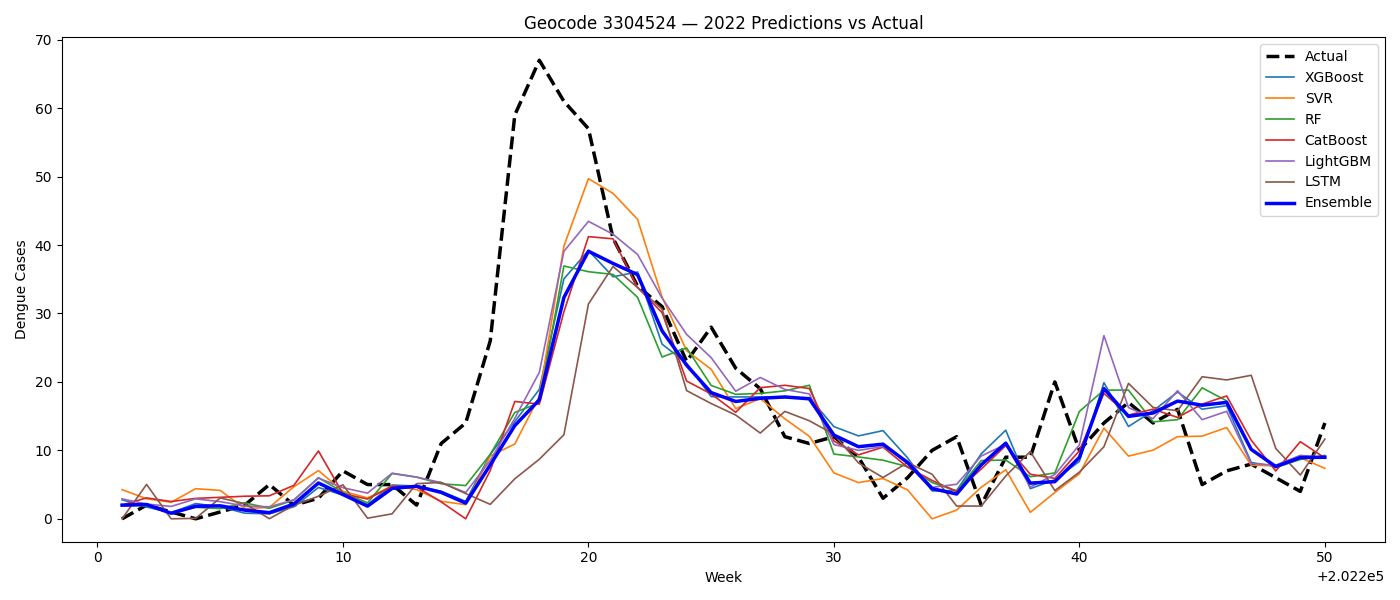 Geocode 3304524 — 2022 Predictions vs Actual
Dengue Cases
70
60
50
40
30
20
10
0
Actual
XGBoost
SVR
RF
CatBoost
LightGBM
LSTM
Ensemble
0 10 20 30 40 50
Week
+2.022e5